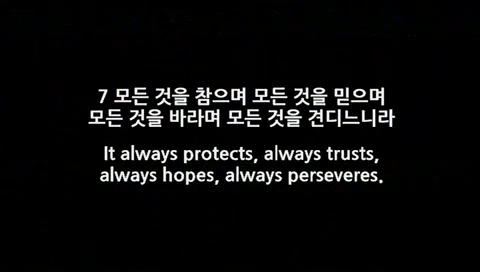 7 모든 것을 참으며 모든 것을 믿으며
모든 것을 바라며 모든 것을 견디느니라
It always protects, always trusts,
always hopes, always perseveres.